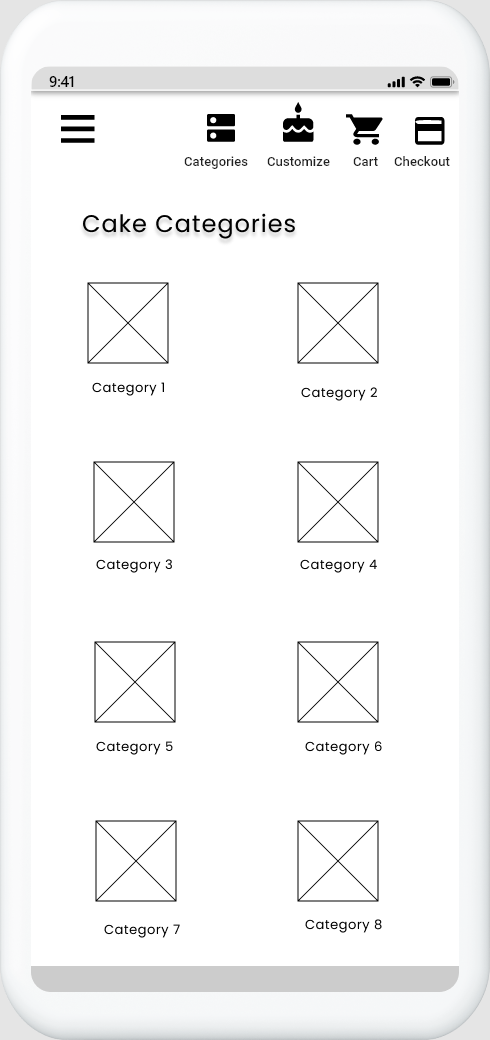 9:41
Categories Customize Cart Checkout
Cake Categories
Category 1
Category 2
Category 3 Category 4
Category 5 Category 6
Category 7
Category 8